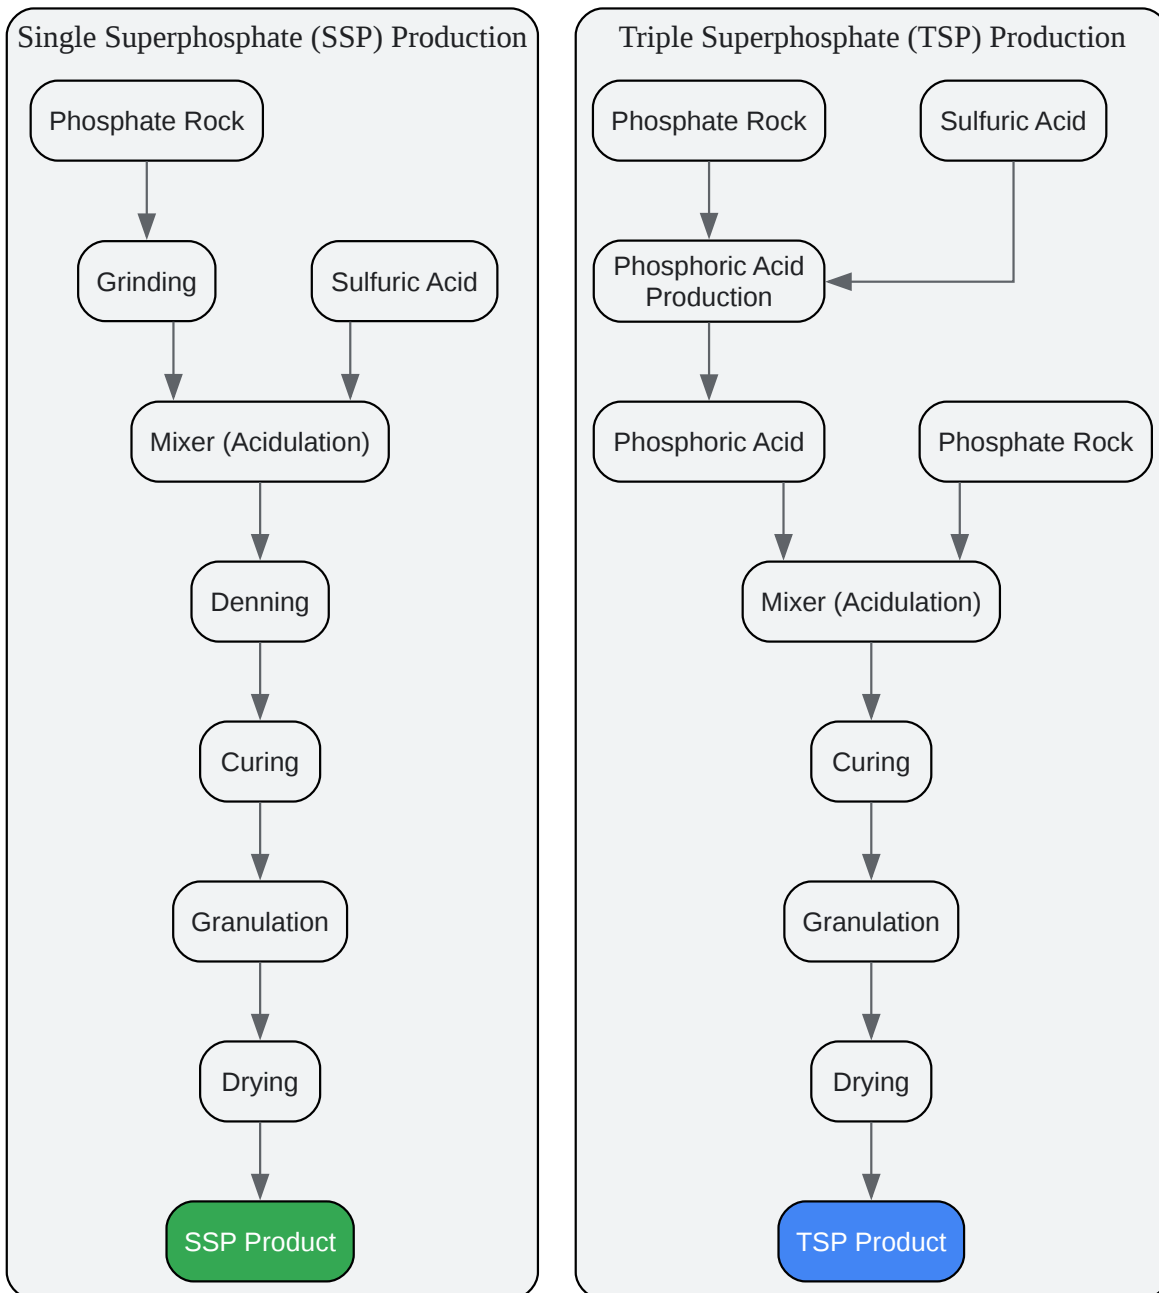 Single Superphosphate (SSP) Production
Phosphate Rock
Grinding
Sulfuric Acid
Mixer (Acidulation)
Denning
Curing
Granulation
Drying
SSP Product
Triple Superphosphate (TSP) Production
Phosphate Rock
Sulfuric Acid
Phosphoric Acid
Production
Phosphoric Acid
Phosphate Rock
Mixer (Acidulation)
Curing
Granulation
Drying
TSP Product